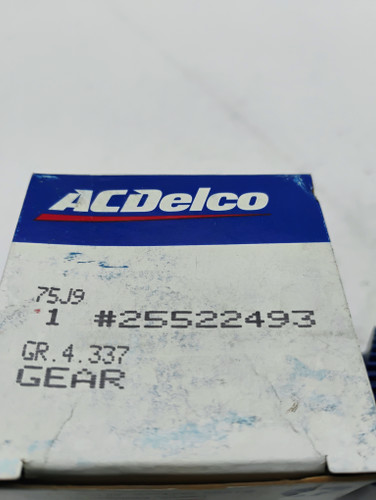 ACDelco
75J9
1 #25522493
GR.4.337
GEAR